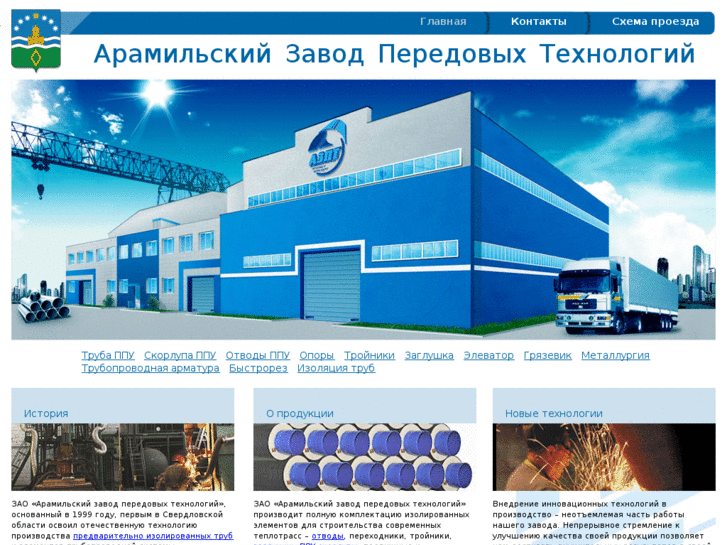 Главная Контакты Схема проезда
Арамильский Завод Передовых Технологий
АЗПТ
Труба ППУ Скорлупа ППУ Отводы ППУ Опоры Тройники Заглушка Элеватор Грязевик Металлургия
Трубопроводная арматура Быстрорез Изоляция труб
История
ЗАО «Арамильский завод передовых технологий»,
основанный в 1999 году, первым в Свердловской
области освоил отечественную технологию
производства предварительно изолированных труб
О продукции
ЗАО «Арамильский завод передовых технологий»
производит полную комплектацию изолированных
элементов для строительства современных
теплотрасс – отводы, переходники, тройники,
Новые технологии
Внедрение инновационных технологий в
производство – неотъемлемая часть работы
нашего завода. Непрерывное стремление к
улучшению качества своей продукции позволяет